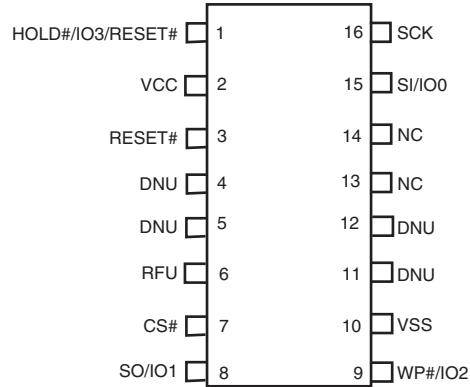 HOLD#/IO3/RESET# 1 16 SCK
VCC 2 15 SI/IO0
RESET# 3 14 NC
DNU 4 13 NC
DNU 5 12 DNU
RFU 6 11 DNU
CS# 7 10 VSS
SO/IO1 8 9 WP#/IO2